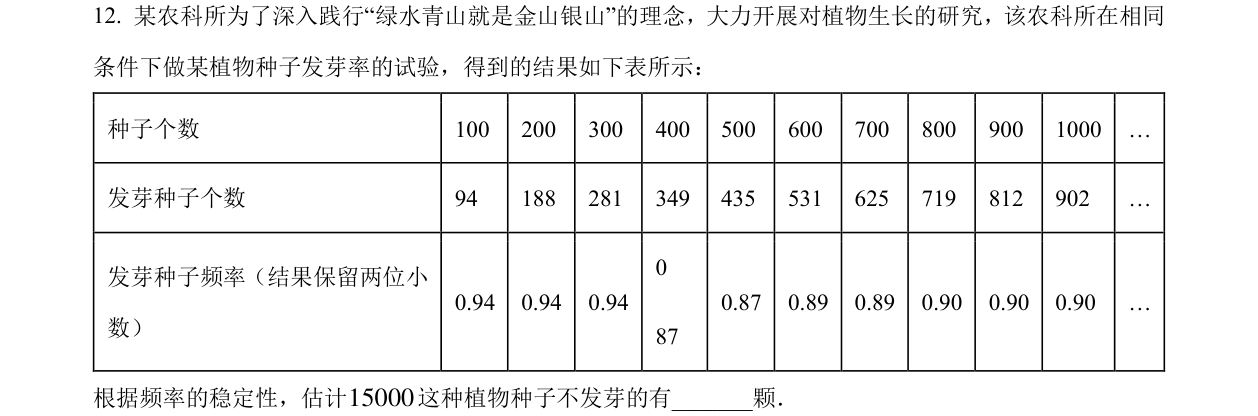 12. 某农科所为了深入践行“绿水青山就是金山银山”的理念，大力开展对植物生长的研究，该农科所在相同
条件下做某植物种子发芽率的试验，得到的结果如下表所示：
种子个数 100 200 300 400 500 600 700 800 900 1000 …
发芽种子个数 94 188 281 349 435 531 625 719 812 902 …
发芽种子频率（结果保留两位小
数） 0.94 0.94 0.94 0
87 0.87 0.89 0.89 0.90 0.90 0.90 …
根据频率的稳定性，估计15000这种植物种子不发芽的有_______颗．